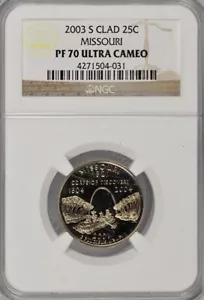 2003 S CLAD 25C
MISSOURI
PF 70 ULTRA CAMEO
4271504-031
NGC
CORPS OF DISCOVERY
1804 2004